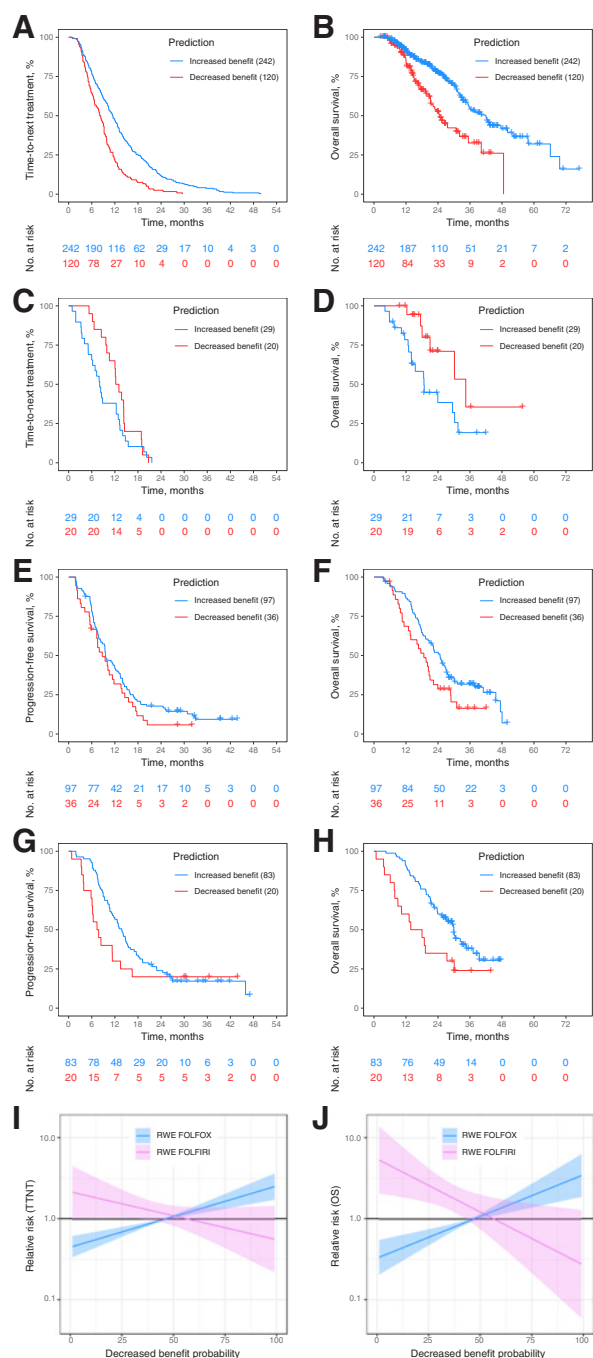 A
Prediction
Increased benefit (242)
Decreased benefit (120)
Time-to-next treatment, %
100
75
50
25
0
0 6 12 18 24 30 36 42 48 54
Time, months
No. at risk
242 190 116 62 29 17 10 4 3 0
120 78 27 10 4 0 0 0 0 0
B
Prediction
Increased benefit (242)
Decreased benefit (120)
Overall survival, %
100
75
50
25
0
0 12 24 36 48 60 72
Time, months
No. at risk
242 187 110 51 21 7 2
120 84 33 9 2 0 0
C
Prediction
Increased benefit (29)
Decreased benefit (20)
Time-to-next treatment, %
100
75
50
25
0
0 6 12 18 24 30 36 42 48 54
Time, months
No. at risk
29 20 12 4 0 0 0 0 0 0
20 20 14 5 0 0 0 0 0 0
D
Prediction
Increased benefit (29)
Decreased benefit (20)
Overall survival, %
100
75
50
25
0
0 12 24 36 48 60 72
Time, months
No. at risk
29 21 7 3 0 0 0
20 19 6 3 2 0 0
E
Prediction
Increased benefit (97)
Decreased benefit (36)
Progression-free survival, %
100
75
50
25
0
0 6 12 18 24 30 36 42 48 54
Time, months
No. at risk
97 77 42 21 17 10 5 3 0 0
36 24 12 5 3 2 0 0 0 0
F
Prediction
Increased benefit (97)
Decreased benefit (36)
Overall survival, %
100
75
50
25
0
0 12 24 36 48 60 72
Time, months
No. at risk
97 84 50 22 3 0 0
36 25 11 3 0 0 0
G
Prediction
Increased benefit (83)
Decreased benefit (20)
Progression-free survival, %
100
75
50
25
0
0 6 12 18 24 30 36 42 48 54
Time, months
No. at risk
83 78 48 29 20 10 6 3 0 0
20 15 7 5 5 5 3 2 0 0
H
Prediction
Increased benefit (83)
Decreased benefit (20)
Overall survival, %
100
75
50
25
0
0 12 24 36 48 60 72
Time, months
No. at risk
83 76 49 14 0 0 0
20 13 8 3 0 0 0
I
RWE FOLFOX
RWE FOLFIRI
Relative risk (TTNT)
10.0
1.0
0.1
0 25 50 75 100
Decreased benefit probability
J
RWE FOLFOX
RWE FOLFIRI
Relative risk (OS)
10.0
1.0
0.1
0 25 50 75 100
Decreased benefit probability